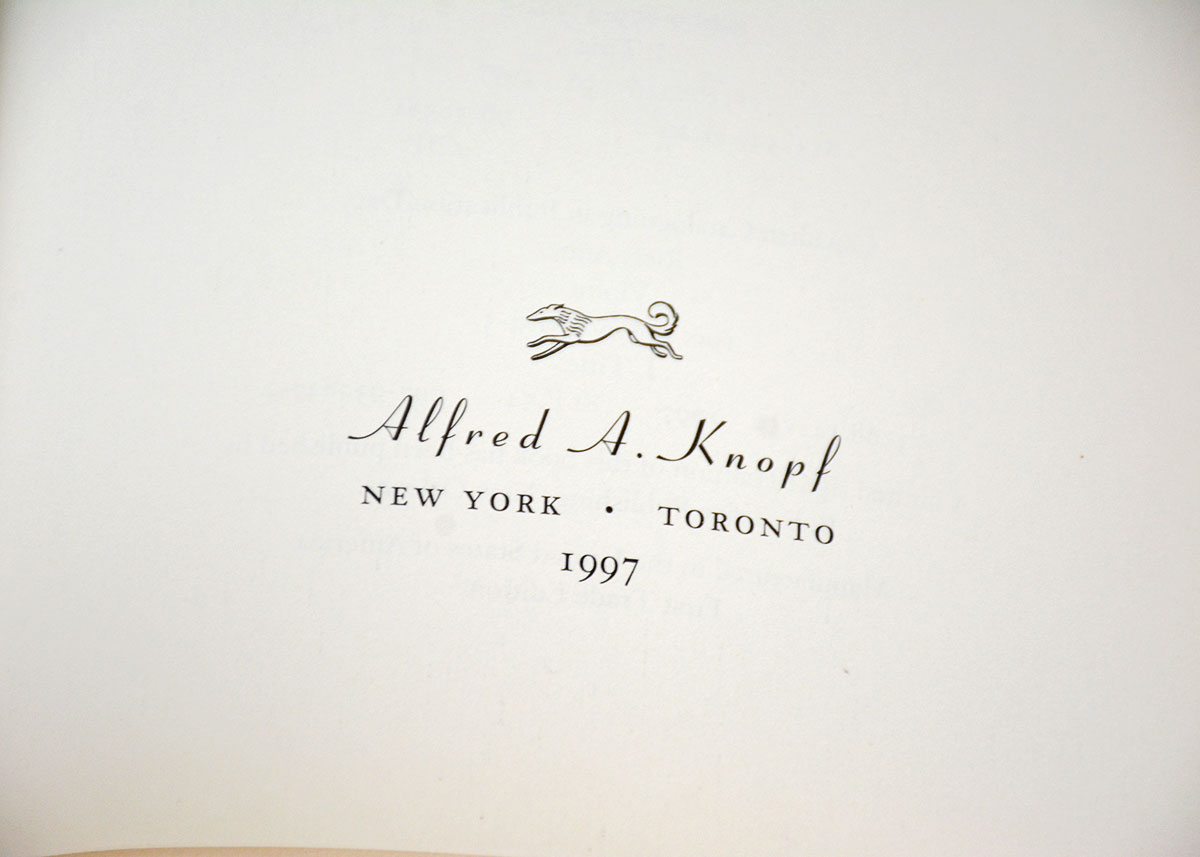 Alfred A. Knopf
NEW YORK • TORONTO
1997